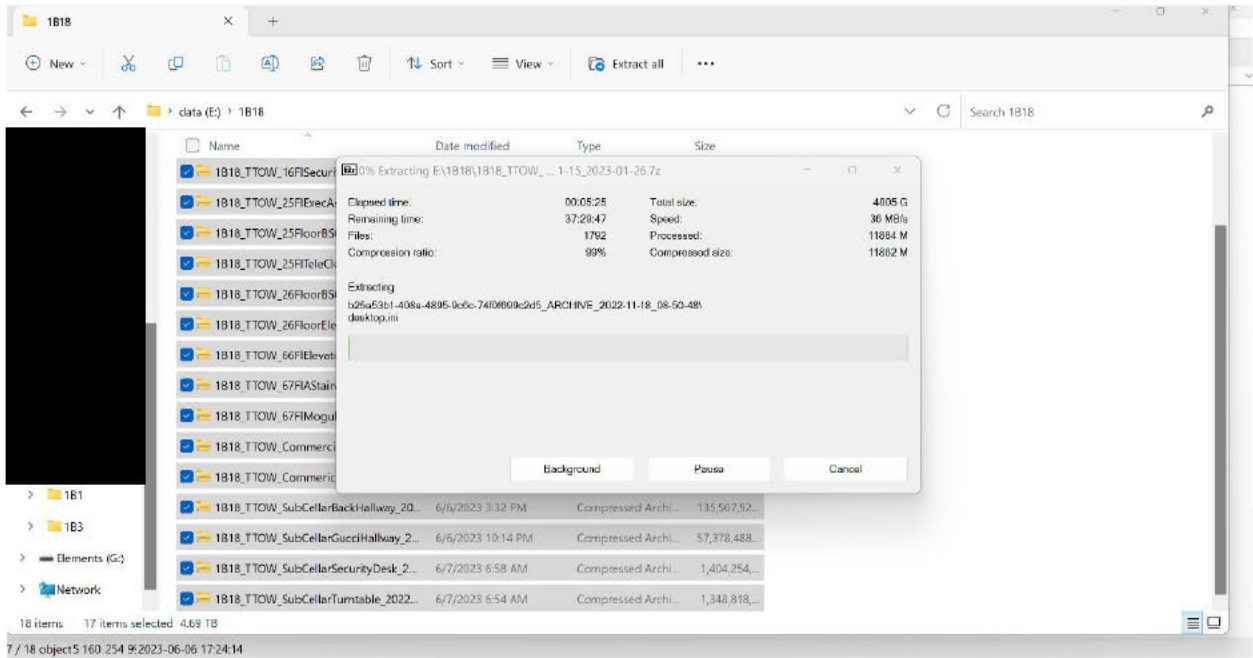 1B18
New
Sort
View
Extract all
data (E:) > 1B18
Search 1B18
Name Date modified Type Size
1B18_TTOW_16FlSecuri
1B18_TTOW_25FlExecA
1B18_TTOW_25FloorBS
1B18_TTOW_25FlTeleCl
1B18_TTOW_26FloorBS
1B18_TTOW_26FloorEle
1B18_TTOW_66FlElevat
1B18_TTOW_67FlAStain
1B18_TTOW_67FlMogul
1B18_TTOW_Commerci
1B18_TTOW_Commeric
1B18_TTOW_SubCellarBackHallway_20... 6/6/2023 3:32 PM Compressed Archi... 135,507,92...
1B18_TTOW_SubCellarGucciHallway_2... 6/6/2023 10:14 PM Compressed Archi... 57,378,488...
1B18_TTOW_SubCellarSecurityDesk_2... 6/7/2023 6:58 AM Compressed Archi... 1,404,254,...
1B18_TTOW_SubCellarTurntable_2022... 6/7/2023 6:54 AM Compressed Archi... 1,348,818,...
0% Extracting E:\1B18\1B18_TTOW_ ... 1-15_2023-01-26.7z
Elapsed time: 00:05:25 Total size: 4805 G
Remaining time: 37:29:47 Speed: 36 MB/s
Files: 1792 Processed: 11884 M
Compression ratio: 99% Compressed size: 11882 M
Extracting
b25a53b1-408a-4895-9c6c-74f0f699c2d5_ARCHIVE_2022-11-18_08-50-48\
desktop.ini
Background Pause Cancel
1B1
1B3
Elements (G:)
Network
18 items 17 items selected 4.69 TB
7 / 18 object 5 160 254 9 2023-06-06 17:24:14